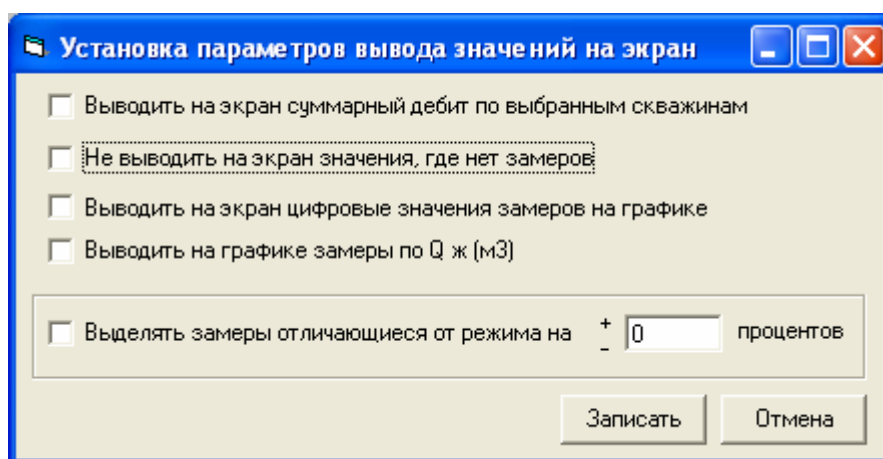 Установка параметров вывода значений на экран
Выводить на экран суммарный дебит по выбранным скважинам
Не выводить на экран значения, где нет замеров
Выводить на экран цифровые значения замеров на графике
Выводить на графике замеры по Q ж (м3)
Выделять замеры отличающиеся от режима на + - 0 процентов
Записать Отмена